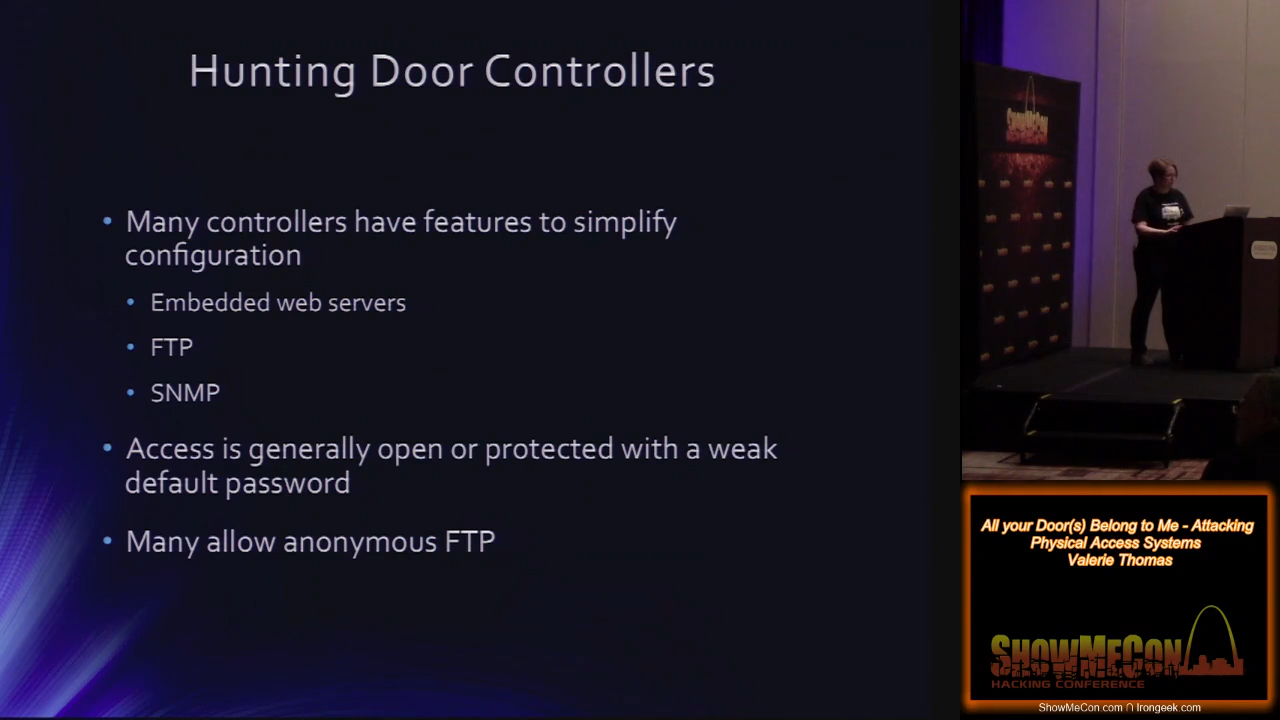 Hunting Door Controllers
Many controllers have features to simplify
configuration
Embedded web servers
FTP
SNMP
Access is generally open or protected with a weak
default password
Many allow anonymous FTP
SHOWMECON
All your Door(s) Belong to Me - Attacking
Physical Access Systems
Valerie Thomas
SHOWMECON
HACKING CONFERENCE
ShowMeCon.com ∩ Irongeek.com